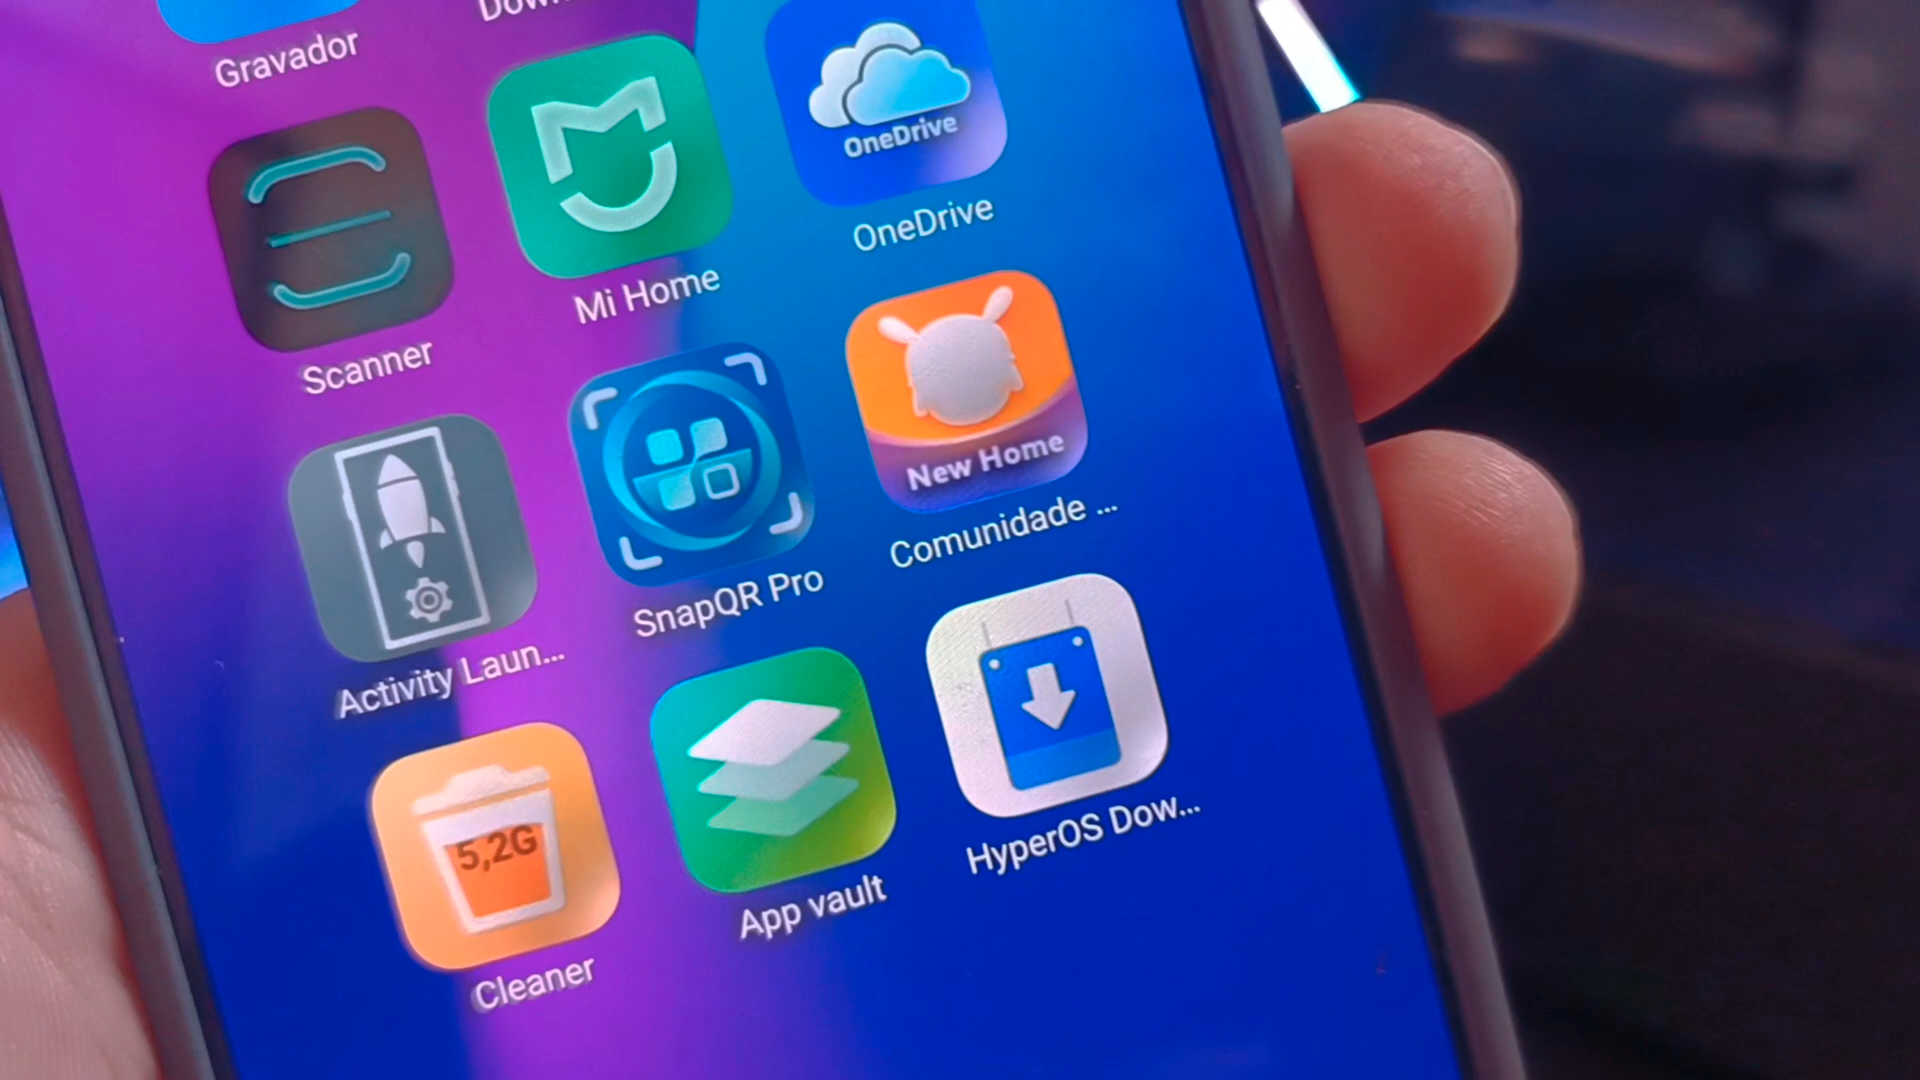 Gravador
OneDrive
Scanner
Mi Home
OneDrive
Activity Laun...
SnapQR Pro
New Home
Comunidade ...
5,2G
Cleaner
App vault
HyperOS Dow...